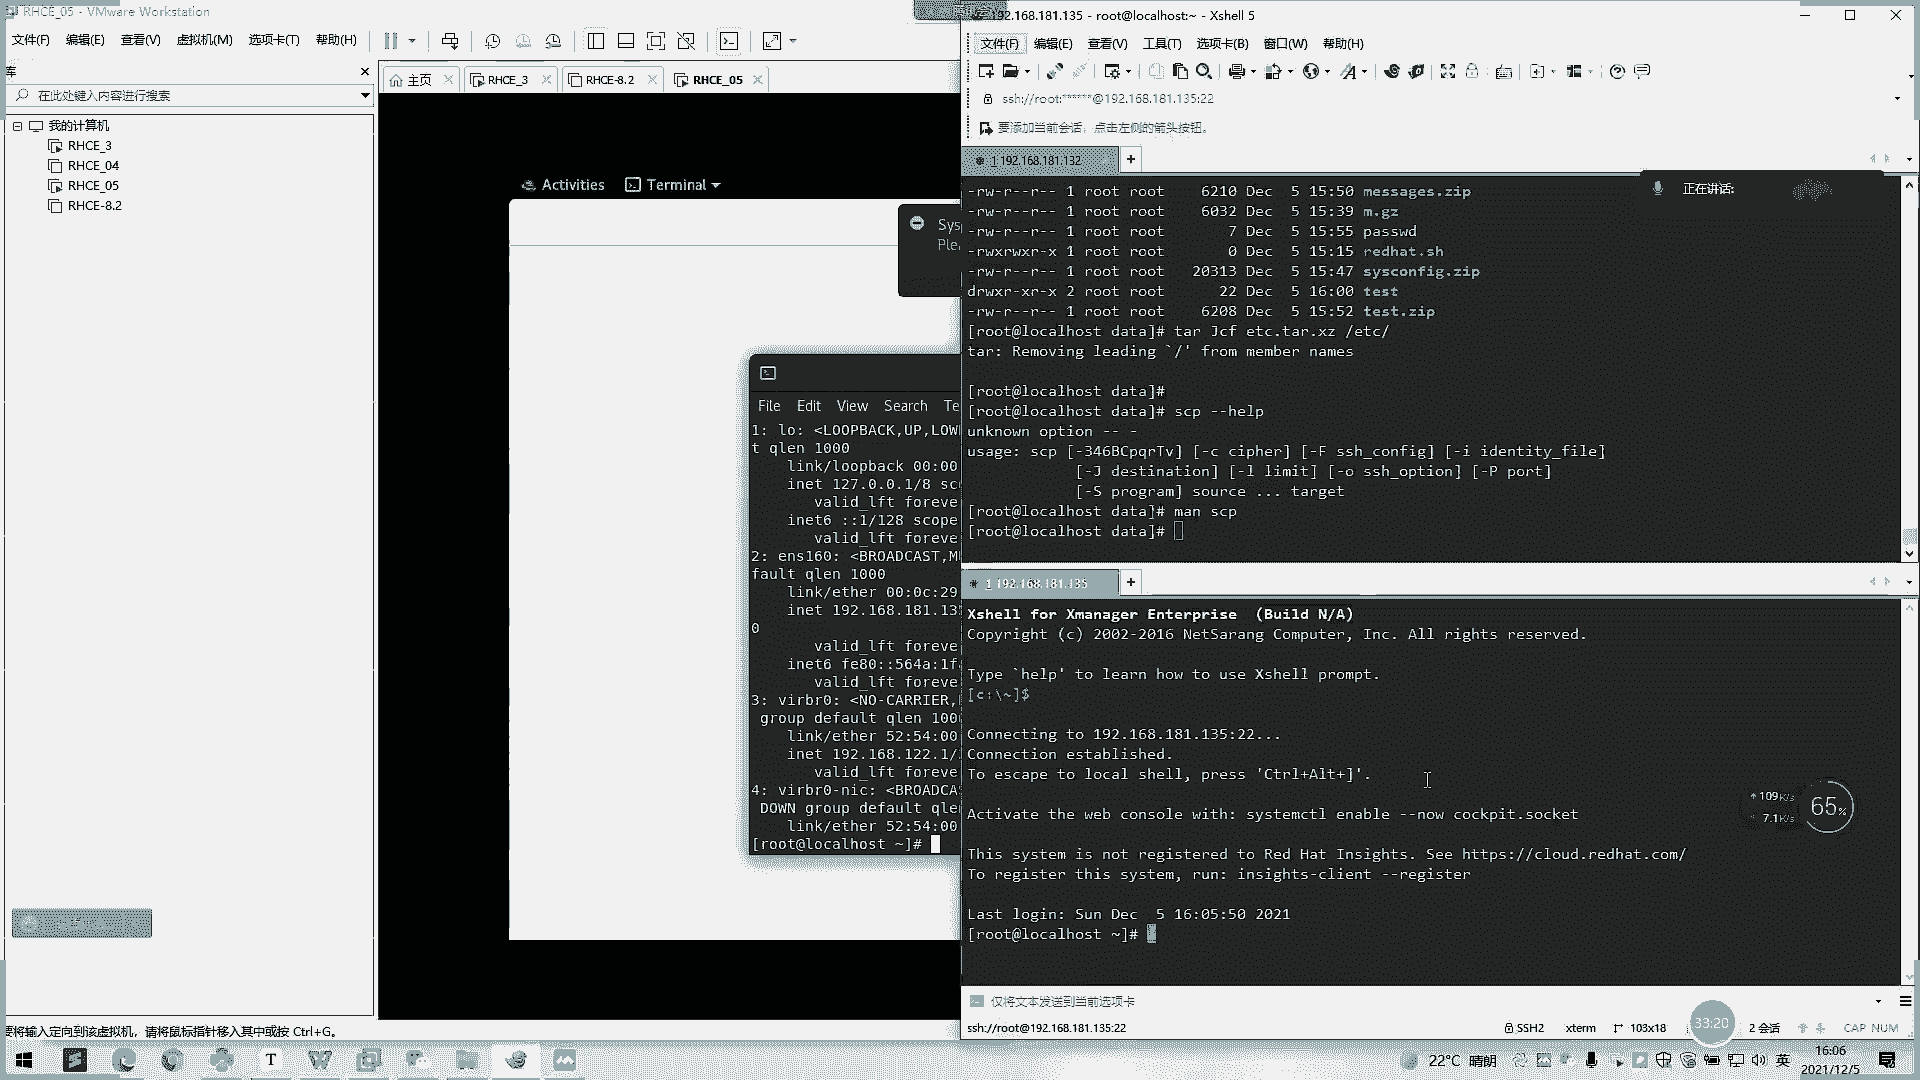 RHCE_05 - VMware Workstation
文件(F) 编辑(E) 查看(V) 虚拟机(M) 选项卡(T) 帮助(H)
库
在此处键入内容进行搜索
我的计算机
RHCE_3
RHCE_04
RHCE_05
RHCE-8.2
主页 RHCE_3 RHCE-8.2 RHCE_05
Activities Terminal
Sys
Plea
File Edit View Search Te
1: lo: <LOOPBACK,UP,LOW
t qlen 1000
link/loopback 00:00
inet 127.0.0.1/8 sc
valid_lft foreve
inet6 ::1/128 scope
valid_lft foreve
2: ens160: <BROADCAST,M
fault qlen 1000
link/ether 00:0c:29
inet 192.168.181.13
0
valid_lft foreve
inet6 fe80::564a:1f
valid_lft foreve
3: virbr0: <NO-CARRIER,
group default qlen 100
link/ether 52:54:00
inet 192.168.122.1/
valid_lft foreve
4: virbr0-nic: <BROADCA
DOWN group default qle
link/ether 52:54:00
[root@localhost ~]#
要将输入定向到该虚拟机，请将鼠标指针移入其中或按 Ctrl+G。
192.168.181.135 - root@localhost:~ - Xshell 5
文件(F) 编辑(E) 查看(V) 工具(T) 选项卡(B) 窗口(W) 帮助(H)
ssh://root:******@192.168.181.135:22
要添加当前会话，点击左侧的箭头按钮。
1 192.168.181.132
正在讲话:
-rw-r--r-- 1 root root 6210 Dec 5 15:50 messages.zip
-rw-r--r-- 1 root root 6032 Dec 5 15:39 m.gz
-rw-r--r-- 1 root root 7 Dec 5 15:55 passwd
-rwxrwxr-x 1 root root 0 Dec 5 15:15 redhat.sh
-rw-r--r-- 1 root root 20313 Dec 5 15:47 sysconfig.zip
drwxr-xr-x 2 root root 22 Dec 5 16:00 test
-rw-r--r-- 1 root root 6208 Dec 5 15:52 test.zip
[root@localhost data]# tar Jcf etc.tar.xz /etc/
tar: Removing leading `/' from member names
[root@localhost data]#
[root@localhost data]# scp --help
unknown option -- -
usage: scp [-346BCpqrTv] [-c cipher] [-F ssh_config] [-i identity_file]
[-J destination] [-l limit] [-o ssh_option] [-P port]
[-S program] source ... target
[root@localhost data]# man scp
[root@localhost data]#
1 192.168.181.135
Xshell for Xmanager Enterprise (Build N/A)
Copyright (c) 2002-2016 NetSarang Computer, Inc. All rights reserved.
Type `help' to learn how to use Xshell prompt.
[c:\~]$
Connecting to 192.168.181.135:22...
Connection established.
To escape to local shell, press 'Ctrl+Alt+]'.
Activate the web console with: systemctl enable --now cockpit.socket
This system is not registered to Red Hat Insights. See https://cloud.redhat.com/
To register this system, run: insights-client --register
Last login: Sun Dec 5 16:05:50 2021
[root@localhost ~]#
109K/s
7.1K/s
65%
仅将文本发送到当前选项卡
ssh://root@192.168.181.135:22 SSH2 xterm 103x18 33:20 2 会话 CAP NUM
22°C 晴朗 英
16:06
2021/12/5